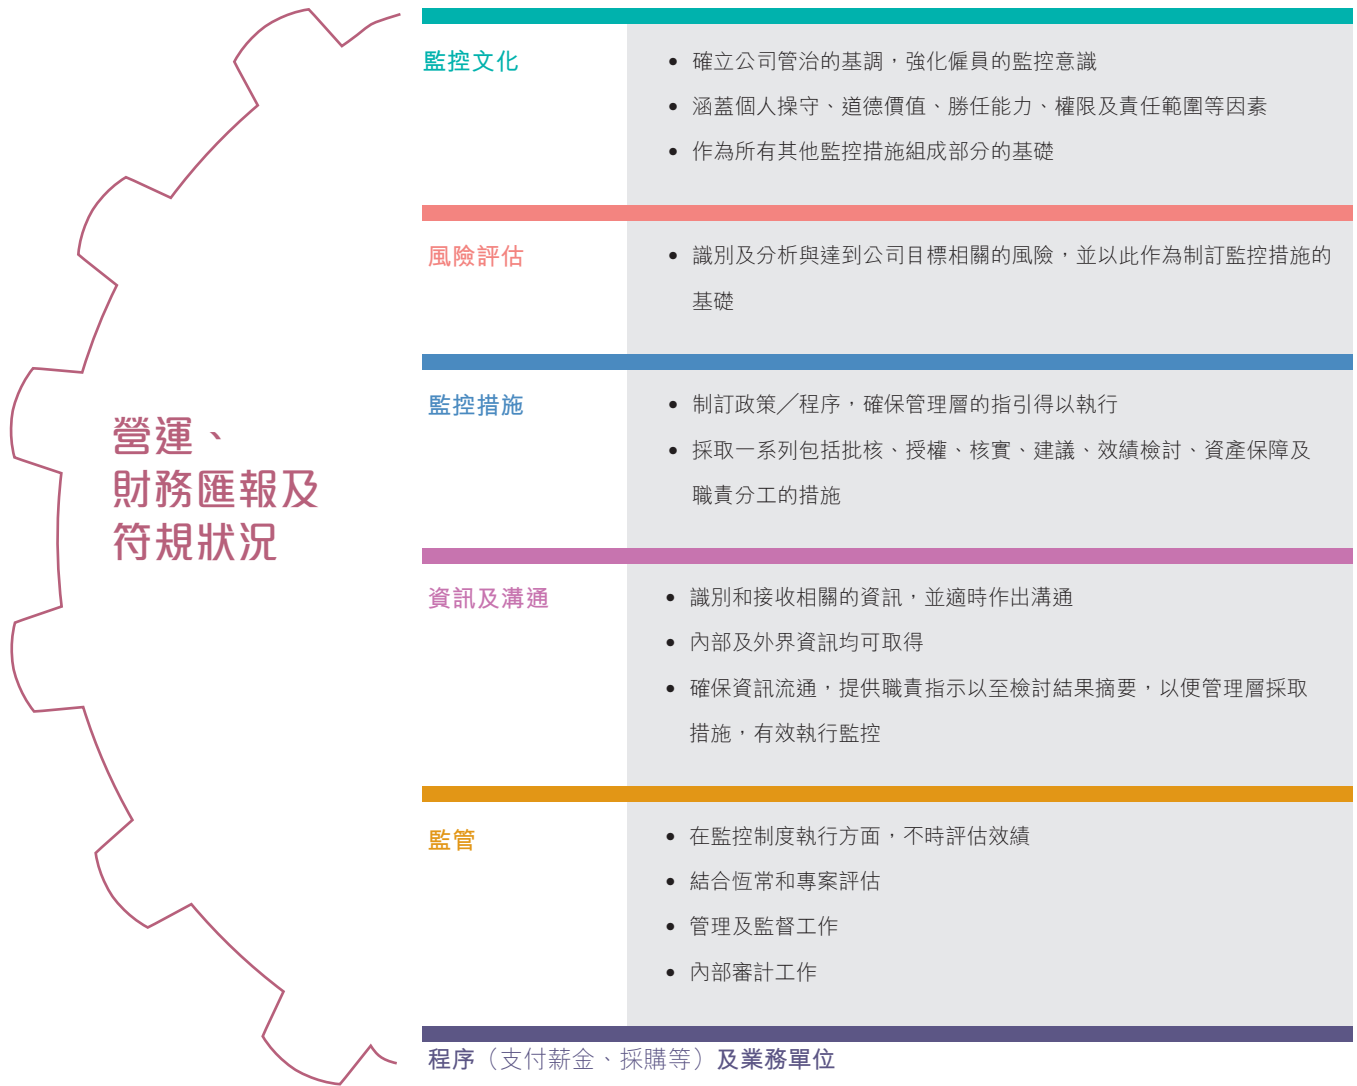 營運、
財務匯報及
符規狀況
監控文化
• 確立公司管治的基調，強化僱員的監控意識
• 涵蓋個人操守、道德價值、勝任能力、權限及責任範圍等因素
• 作為所有其他監控措施組成部分的基礎
風險評估
• 識別及分析與達到公司目標相關的風險，並以此作為制訂監控措施的
基礎
監控措施
• 制訂政策／程序，確保管理層的指引得以執行
• 採取一系列包括批核、授權、核實、建議、效績檢討、資產保障及
職責分工的措施
資訊及溝通
• 識別和接收相關的資訊，並適時作出溝通
• 內部及外界資訊均可取得
• 確保資訊流通，提供職責指示以至檢討結果摘要，以便管理層採取
措施，有效執行監控
監管
• 在監控制度執行方面，不時評估效績
• 結合恆常和專案評估
• 管理及監督工作
• 內部審計工作
程序（支付薪金、採購等）及業務單位